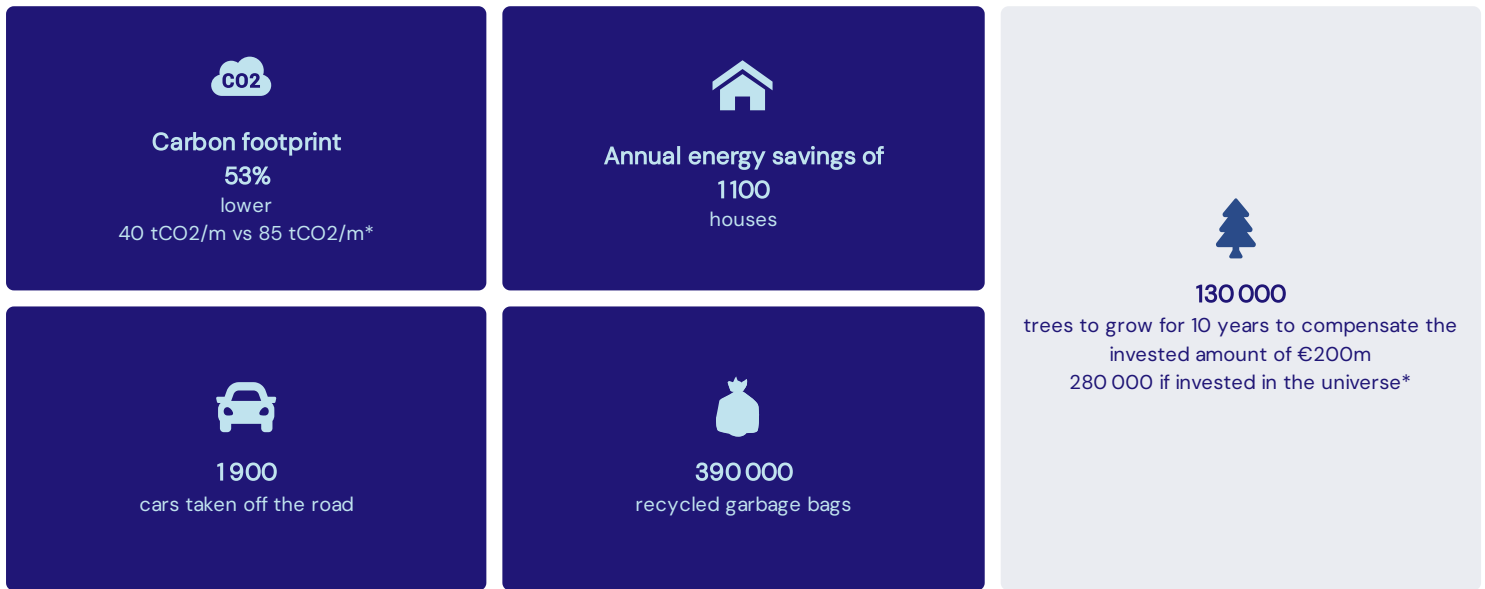 CO2
Carbon footprint
53%
lower
40 tCO2/m vs 85 tCO2/m*
Annual energy savings of
1 100
houses
1 900
cars taken off the road
390 000
recycled garbage bags
130 000
trees to grow for 10 years to compensate the
invested amount of €200m
280 000 if invested in the universe*